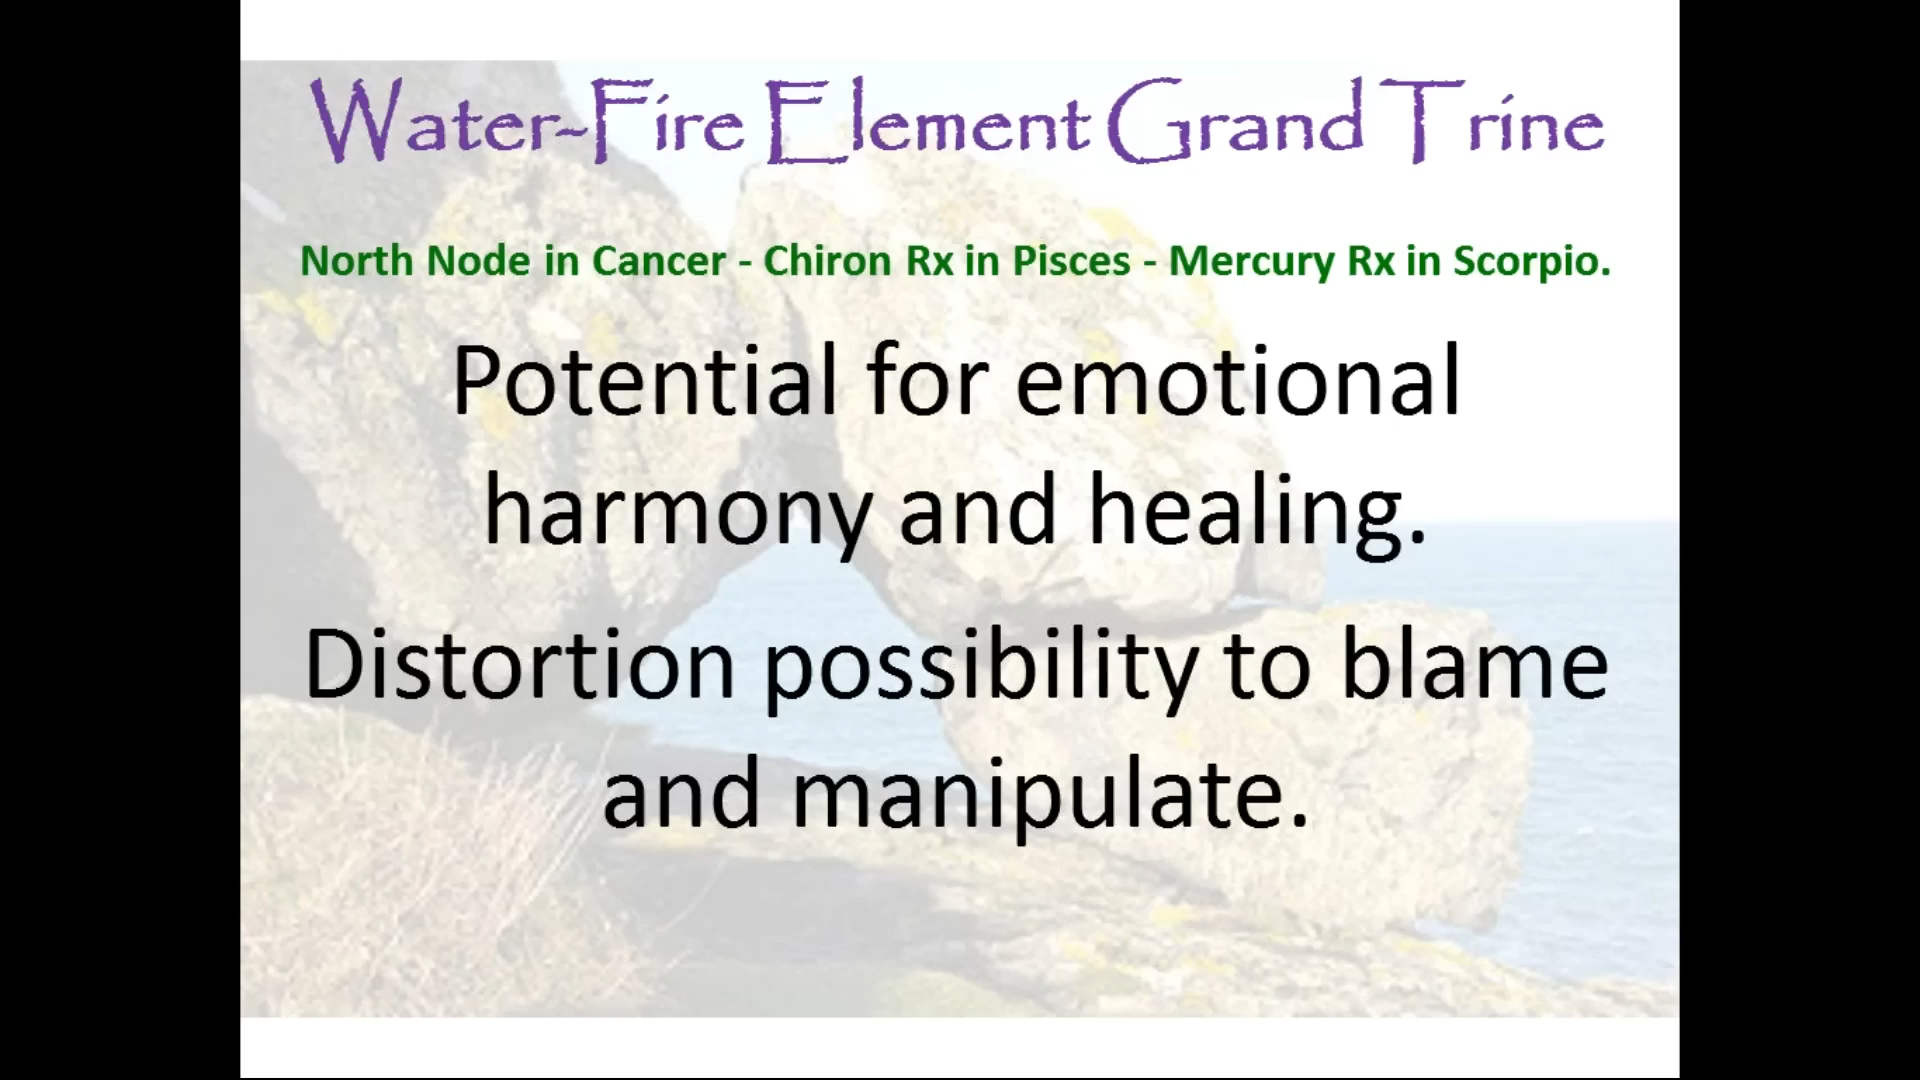 Water-Fire Element Grand Trine
North Node in Cancer - Chiron Rx in Pisces - Mercury Rx in Scorpio.
Potential for emotional
harmony and healing.
Distortion possibility to blame
and manipulate.